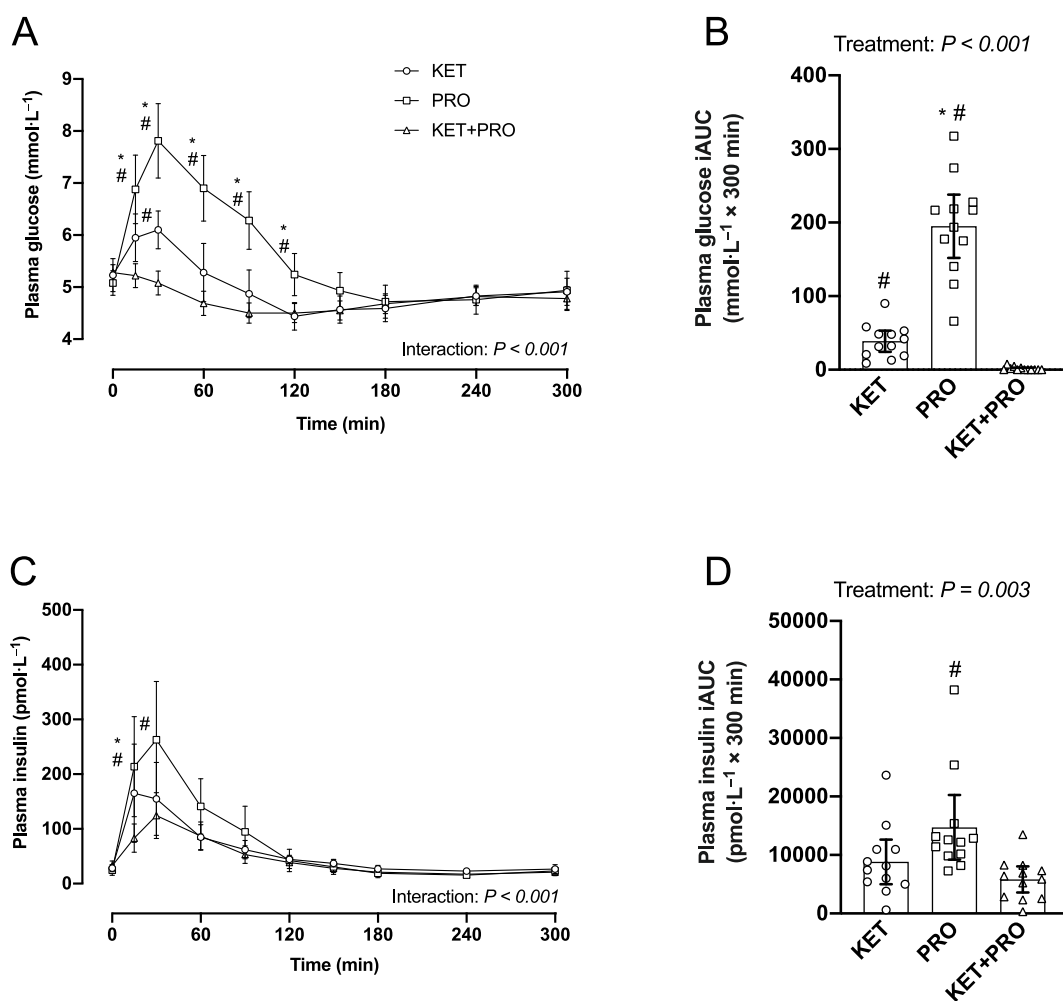 A
Plasma glucose (mmol·L⁻¹)
9
8
7
6
5
4
KET
PRO
KET+PRO
*
#
*
#
#
*
#
*
#
*
#
Interaction: P < 0.001
0 60 120 180 240 300
Time (min)
B
Treatment: P < 0.001
Plasma glucose iAUC
(mmol·L⁻¹ × 300 min)
400
300
200
100
0
* #
#
KET PRO KET+PRO
C
Plasma insulin (pmol·L⁻¹)
500
400
300
200
100
0
*
#
#
Interaction: P < 0.001
0 60 120 180 240 300
Time (min)
D
Treatment: P = 0.003
Plasma insulin iAUC
(pmol·L⁻¹ × 300 min)
50000
40000
30000
20000
10000
0
#
KET PRO KET+PRO